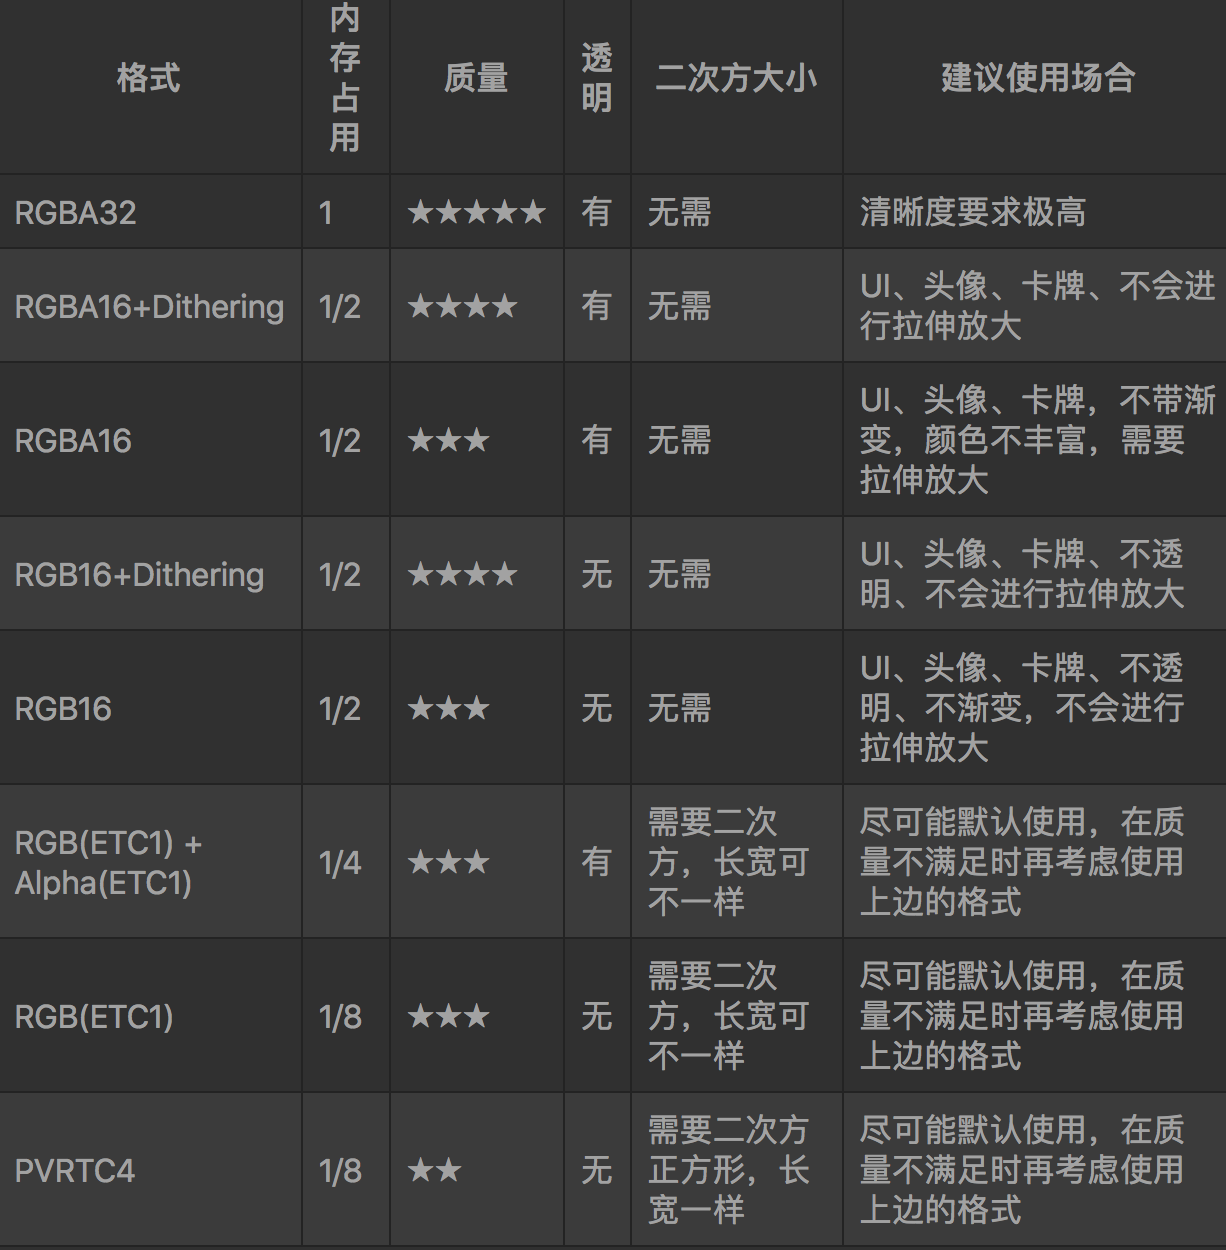 格式
内存占用
质量
透明
二次方大小
建议使用场合
RGBA32
1
★★★★★
有
无需
清晰度要求极高
RGBA16+Dithering
1/2
★★★★
有
无需
UI、头像、卡牌、不会进
行拉伸放大
RGBA16
1/2
★★★
有
无需
UI、头像、卡牌，不带渐
变，颜色不丰富，需要
拉伸放大
RGB16+Dithering
1/2
★★★★
无
无需
UI、头像、卡牌、不透
明、不会进行拉伸放大
RGB16
1/2
★★★
无
无需
UI、头像、卡牌、不透
明、不渐变，不会进行
拉伸放大
RGB(ETC1) +
Alpha(ETC1)
1/4
★★★
有
需要二次
方，长宽可
不一样
尽可能默认使用，在质
量不满足时再考虑使用
上边的格式
RGB(ETC1)
1/8
★★★
无
需要二次
方，长宽可
不一样
尽可能默认使用，在质
量不满足时再考虑使用
上边的格式
PVRTC4
1/8
★★
无
需要二次方
正方形，长
宽一样
尽可能默认使用，在质
量不满足时再考虑使用
上边的格式